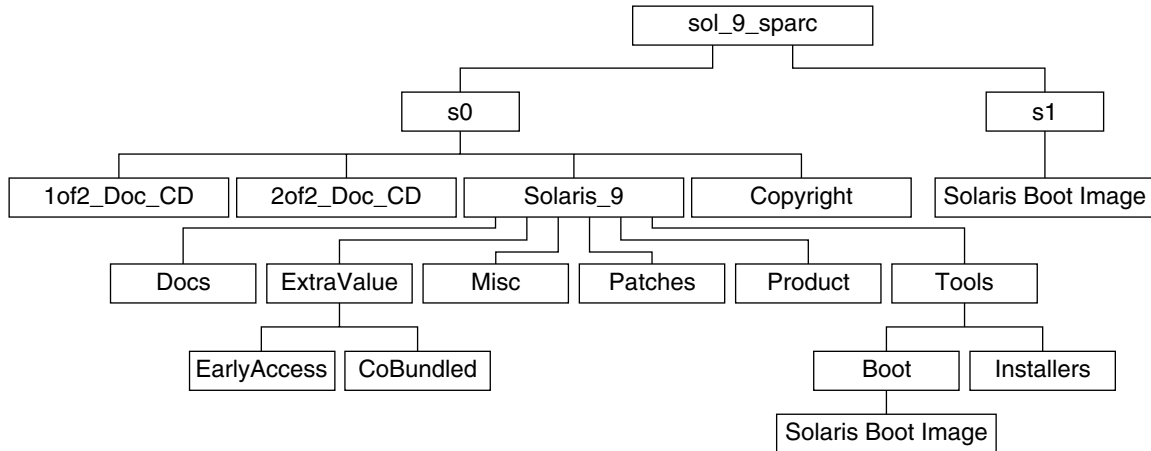 sol_9_sparc
s0
s1
1of2_Doc_CD
2of2_Doc_CD
Solaris_9
Copyright
Solaris Boot Image
Docs
ExtraValue
Misc
Patches
Product
Tools
EarlyAccess
CoBundled
Boot
Installers
Solaris Boot Image